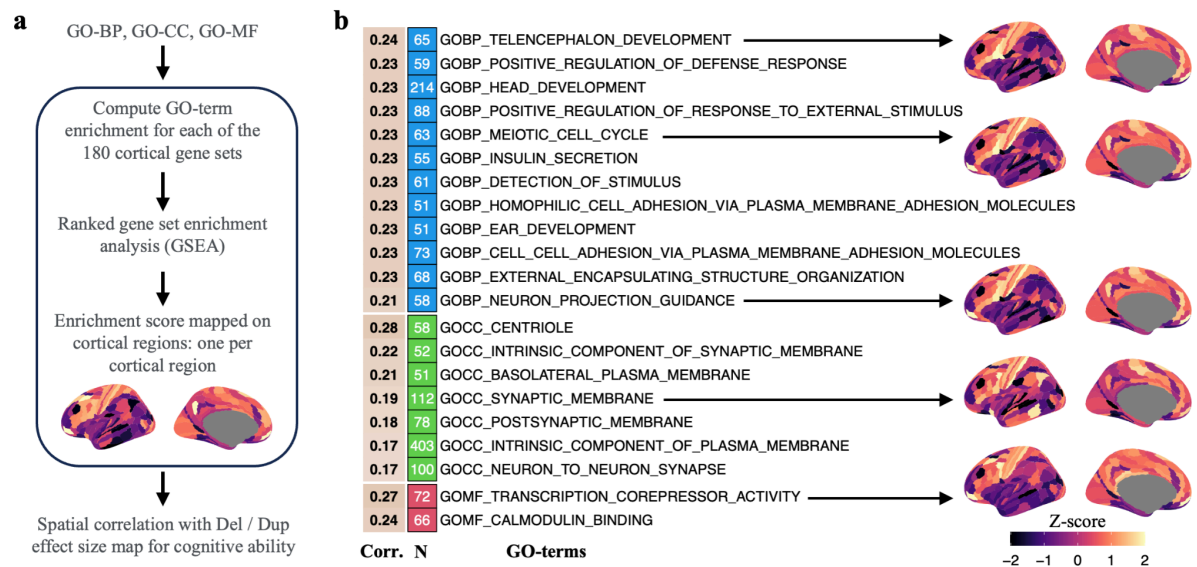 a
GO-BP, GO-CC, GO-MF
Compute GO-term
enrichment for each of the
180 cortical gene sets
Ranked gene set enrichment
analysis (GSEA)
Enrichment score mapped on
cortical regions: one per
cortical region
Spatial correlation with Del / Dup
effect size map for cognitive ability
b
0.24 65 GOBP_TELENCEPHALON_DEVELOPMENT
0.23 59 GOBP_POSITIVE_REGULATION_OF_DEFENSE_RESPONSE
0.23 214 GOBP_HEAD_DEVELOPMENT
0.23 88 GOBP_POSITIVE_REGULATION_OF_RESPONSE_TO_EXTERNAL_STIMULUS
0.23 63 GOBP_MEIOTIC_CELL_CYCLE
0.23 55 GOBP_INSULIN_SECRETION
0.23 61 GOBP_DETECTION_OF_STIMULUS
0.23 51 GOBP_HOMOPHILIC_CELL_ADHESION_VIA_PLASMA_MEMBRANE_ADHESION_MOLECULES
0.23 51 GOBP_EAR_DEVELOPMENT
0.23 73 GOBP_CELL_CELL_ADHESION_VIA_PLASMA_MEMBRANE_ADHESION_MOLECULES
0.23 68 GOBP_EXTERNAL_ENCAPSULATING_STRUCTURE_ORGANIZATION
0.21 58 GOBP_NEURON_PROJECTION_GUIDANCE
0.28 58 GOCC_CENTRIOLE
0.22 52 GOCC_INTRINSIC_COMPONENT_OF_SYNAPTIC_MEMBRANE
0.21 51 GOCC_BASOLATERAL_PLASMA_MEMBRANE
0.19 112 GOCC_SYNAPTIC_MEMBRANE
0.18 78 GOCC_POSTSYNAPTIC_MEMBRANE
0.17 403 GOCC_INTRINSIC_COMPONENT_OF_PLASMA_MEMBRANE
0.17 100 GOCC_NEURON_TO_NEURON_SYNAPSE
0.27 72 GOMF_TRANSCRIPTION_COREPRESSOR_ACTIVITY
0.24 66 GOMF_CALMODULIN_BINDING
Corr. N GO-terms
Z-score
−2 −1 0 1 2